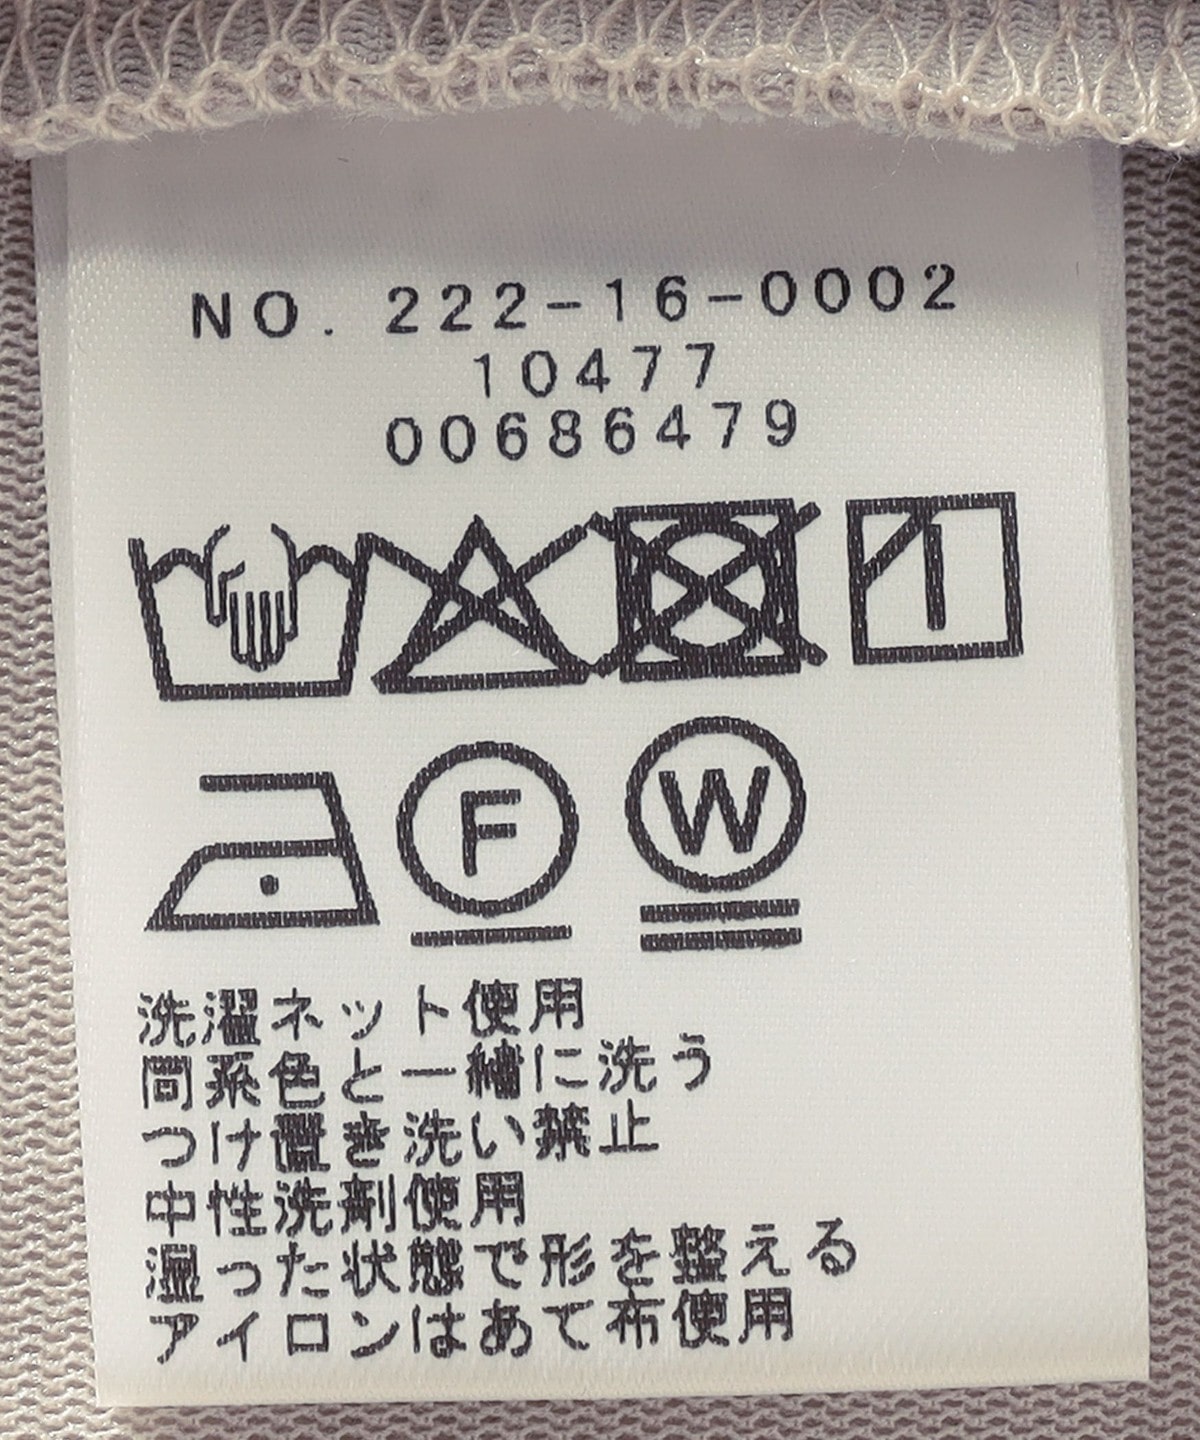 NO. 222-16-0002
10477
00686479
F W
洗濯ネット使用
同系色と一緒に洗う
つけ置き洗い禁止
中性洗剤使用
湿った状態で形を整える
アイロンはあて布使用